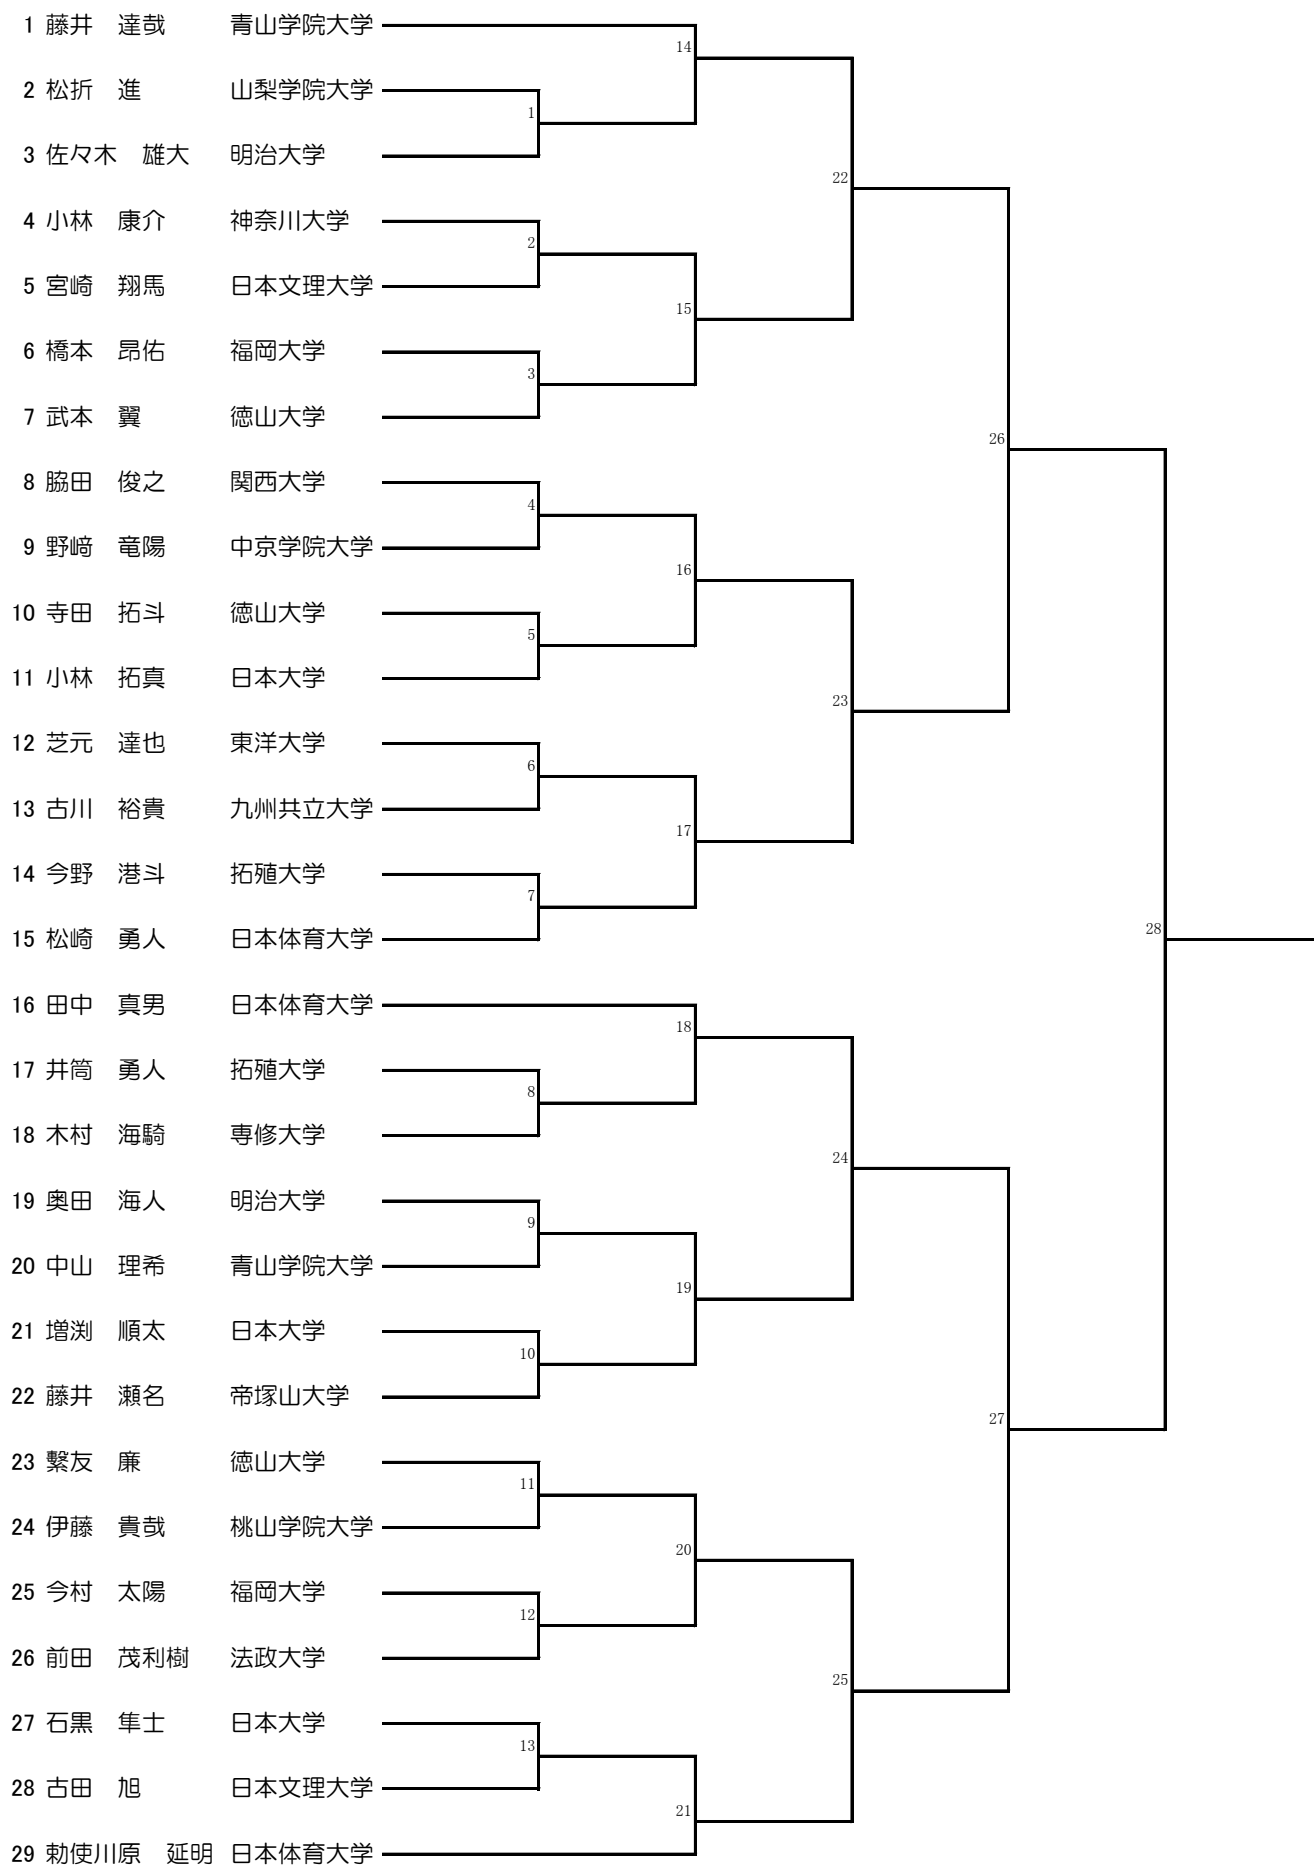 1 藤井　達哉　青山学院大学
14
2 松折　進　山梨学院大学
1
3 佐々木　雄大　明治大学
22
4 小林　康介　神奈川大学
2
5 宮崎　翔馬　日本文理大学
15
6 橋本　昂佑　福岡大学
3
7 武本　翼　徳山大学
26
8 脇田　俊之　関西大学
4
9 野﨑　竜陽　中京学院大学
16
10 寺田　拓斗　徳山大学
5
11 小林　拓真　日本大学
23
12 芝元　達也　東洋大学
6
13 古川　裕貴　九州共立大学
17
14 今野　港斗　拓殖大学
7
15 松崎　勇人　日本体育大学
28
16 田中　真男　日本体育大学
18
17 井筒　勇人　拓殖大学
8
18 木村　海騎　専修大学
24
19 奥田　海人　明治大学
9
20 中山　理希　青山学院大学
19
21 増渕　順太　日本大学
10
22 藤井　瀬名　帝塚山大学
27
23 繫友　廉　徳山大学
11
24 伊藤　貴哉　桃山学院大学
20
25 今村　太陽　福岡大学
12
26 前田　茂利樹　法政大学
25
27 石黒　隼士　日本大学
13
28 古田　旭　日本文理大学
21
29 勅使川原　延明　日本体育大学